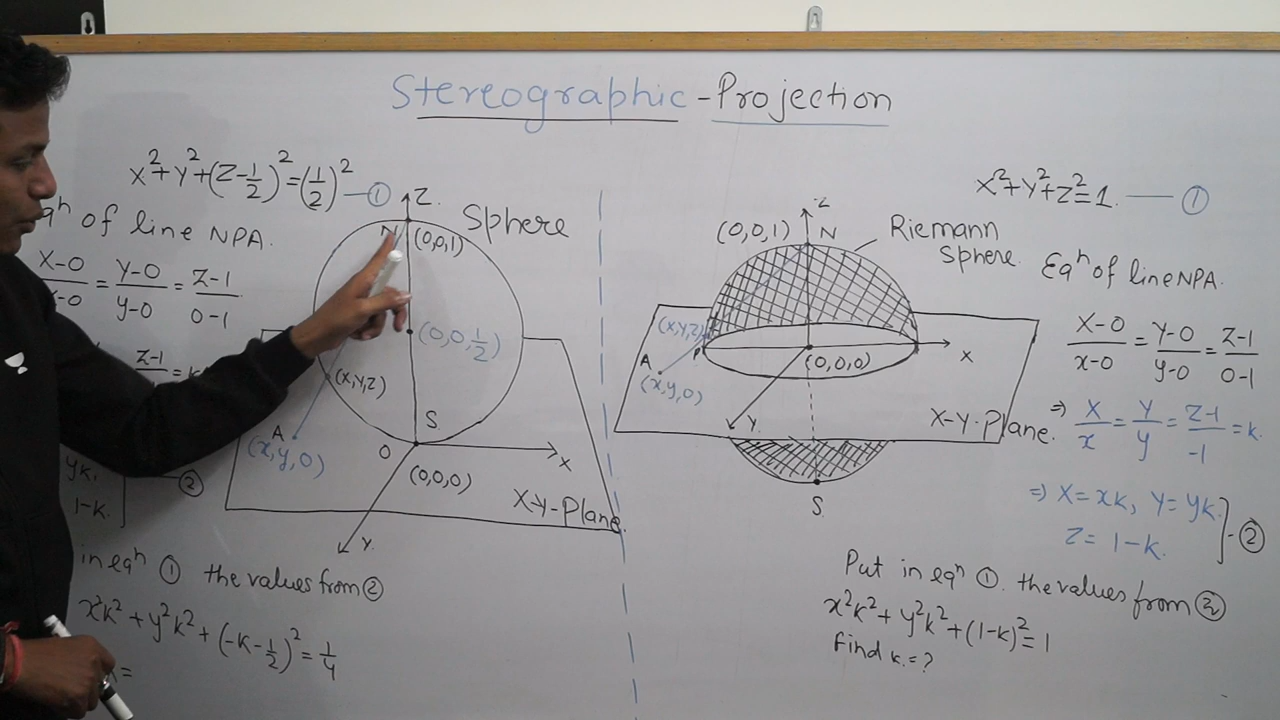 Stereographic - Projection
X²+Y²+(Z-1/2)²=(1/2)² — ①
of line NPA.
X-0 = Y-0/y-0 = Z-1/0-1
Z-1
yk,
1-k. ②
in eqⁿ ① the values from ②
x²k² + y²k² + (-k-1/2)² = 1/4
Z
N (0,0,1)
Sphere
(0,0,1/2)
(X,Y,Z)
A
(x,y,0)
S
O
X
(0,0,0)
Y.
X-Y-Plane.
X²+Y²+Z²=1. — ①
Z
(0,0,1) N
Riemann
Sphere.
Eqⁿ of line NPA.
(X,Y,Z)
P
A
(x,y,0)
(0,0,0)
X
Y.
X-Y-Plane.
S.
X-0/x-0 = Y-0/y-0 = Z-1/0-1
⇒ X/x = Y/y = Z-1/-1 = k.
⇒ X=xk, Y=yk.
Z= 1-k. ] - ②
Put in eqⁿ ①. the values from ②
x²k² + y²k² + (1-k)² = 1
find k.=?